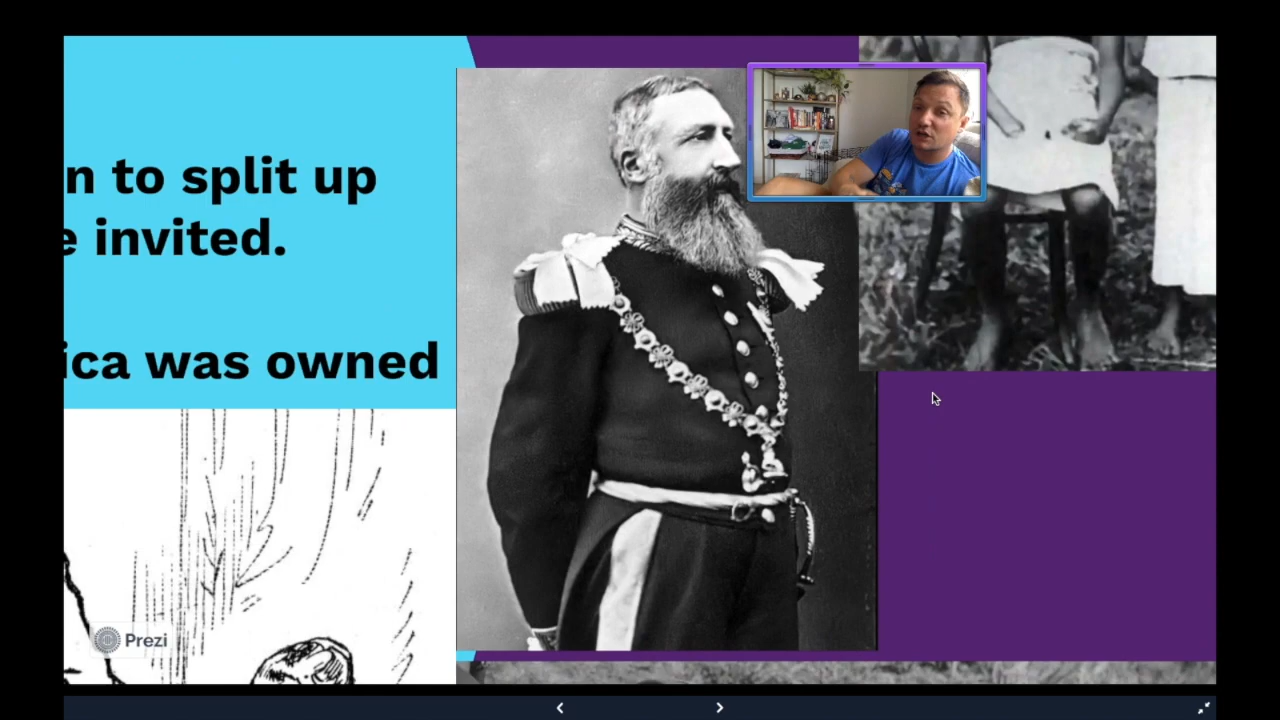 n to split up
e invited.
ica was owned
Prezi